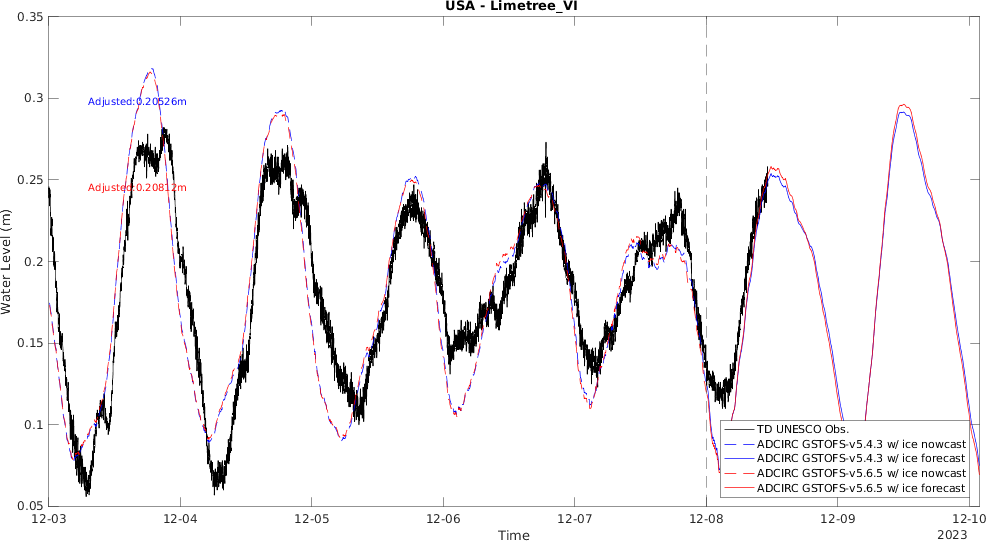 USA - Limetree_VI
0.35
0.3
0.25
0.2
0.15
0.1
0.05
Water Level (m)
Adjusted:0.20526m
Adjusted:0.20812m
TD UNESCO Obs.
ADCIRC GSTOFS-v5.4.3 w/ ice nowcast
ADCIRC GSTOFS-v5.4.3 w/ ice forecast
ADCIRC GSTOFS-v5.6.5 w/ ice nowcast
ADCIRC GSTOFS-v5.6.5 w/ ice forecast
12-03 12-04 12-05 12-06 12-07 12-08 12-09 12-10
Time
2023